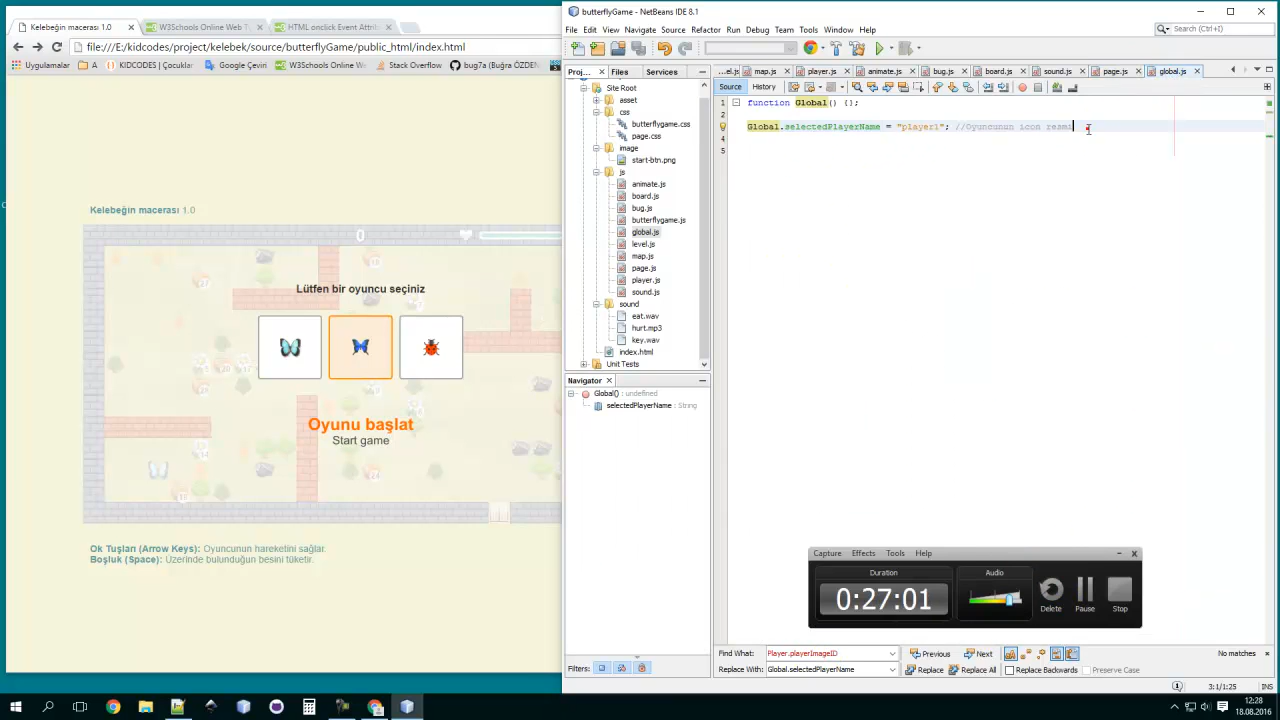 Kelebeğin macerası 1.0
W3Schools Online Web T
HTML onclick Event Attrib
file:///E:/kidcodes/project/kelebek/source/butterflyGame/public_html/index.html
Uygulamalar
A
KIDCODES | Çocuklar
Google Çeviri
W3Schools Online We
Stack Overflow
bug7a (Buğra ÖZDEN
Kelebeğin macerası 1.0
0
Lütfen bir oyuncu seçiniz
Oyunu başlat
Start game
Ok Tuşları (Arrow Keys): Oyuncunun hareketini sağlar.
Boşluk (Space): Üzerinde bulunduğun besini tüketir.
butterflyGame - NetBeans IDE 8.1
File Edit View Navigate Source Refactor Run Debug Team Tools Window Help
Search (Ctrl+I)
Proj... Files Services
...el.js map.js player.js animate.js bug.js board.js sound.js page.js global.js
Source History
Site Root
asset
css
butterflygame.css
page.css
image
start-btn.png
js
animate.js
board.js
bug.js
butterflygame.js
global.js
level.js
map.js
page.js
player.js
sound.js
sound
eat.wav
hurt.mp3
key.wav
index.html
Unit Tests
1 function Global() {};
2
Global.selectedPlayerName = "player1"; //Oyuncunun icon resmi
4
5
Navigator
Global() : undefined
selectedPlayerName : String
Filters:
Capture Effects Tools Help
Duration
0:27:01
Audio
Delete Pause Stop
Find What: Player.playerImageID Previous Next No matches
Replace With: Global.selectedPlayerName Replace Replace All Replace Backwards Preserve Case
3:1/1:25 INS
12:28
18.08.2016